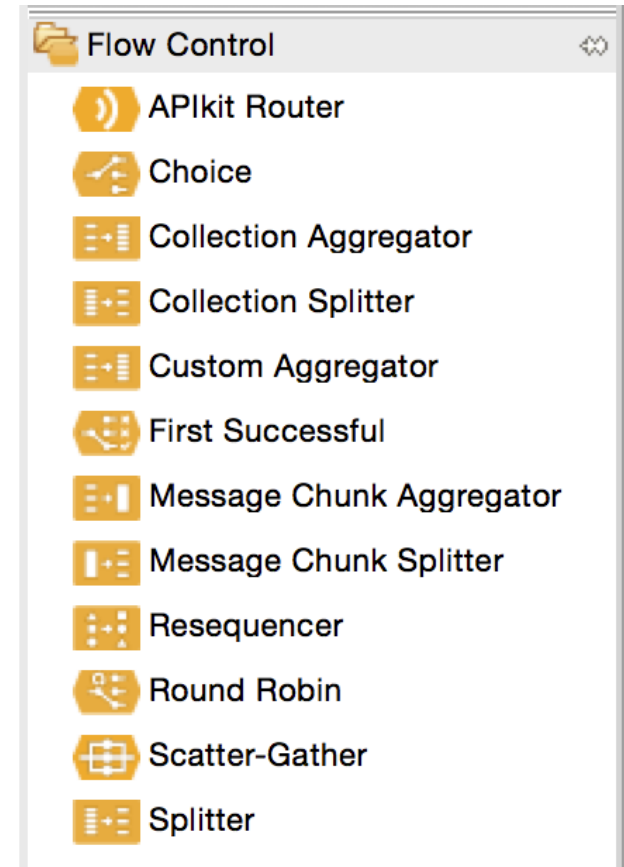 Flow Control
APIkit Router
Choice
Collection Aggregator
Collection Splitter
Custom Aggregator
First Successful
Message Chunk Aggregator
Message Chunk Splitter
Resequencer
Round Robin
Scatter-Gather
Splitter